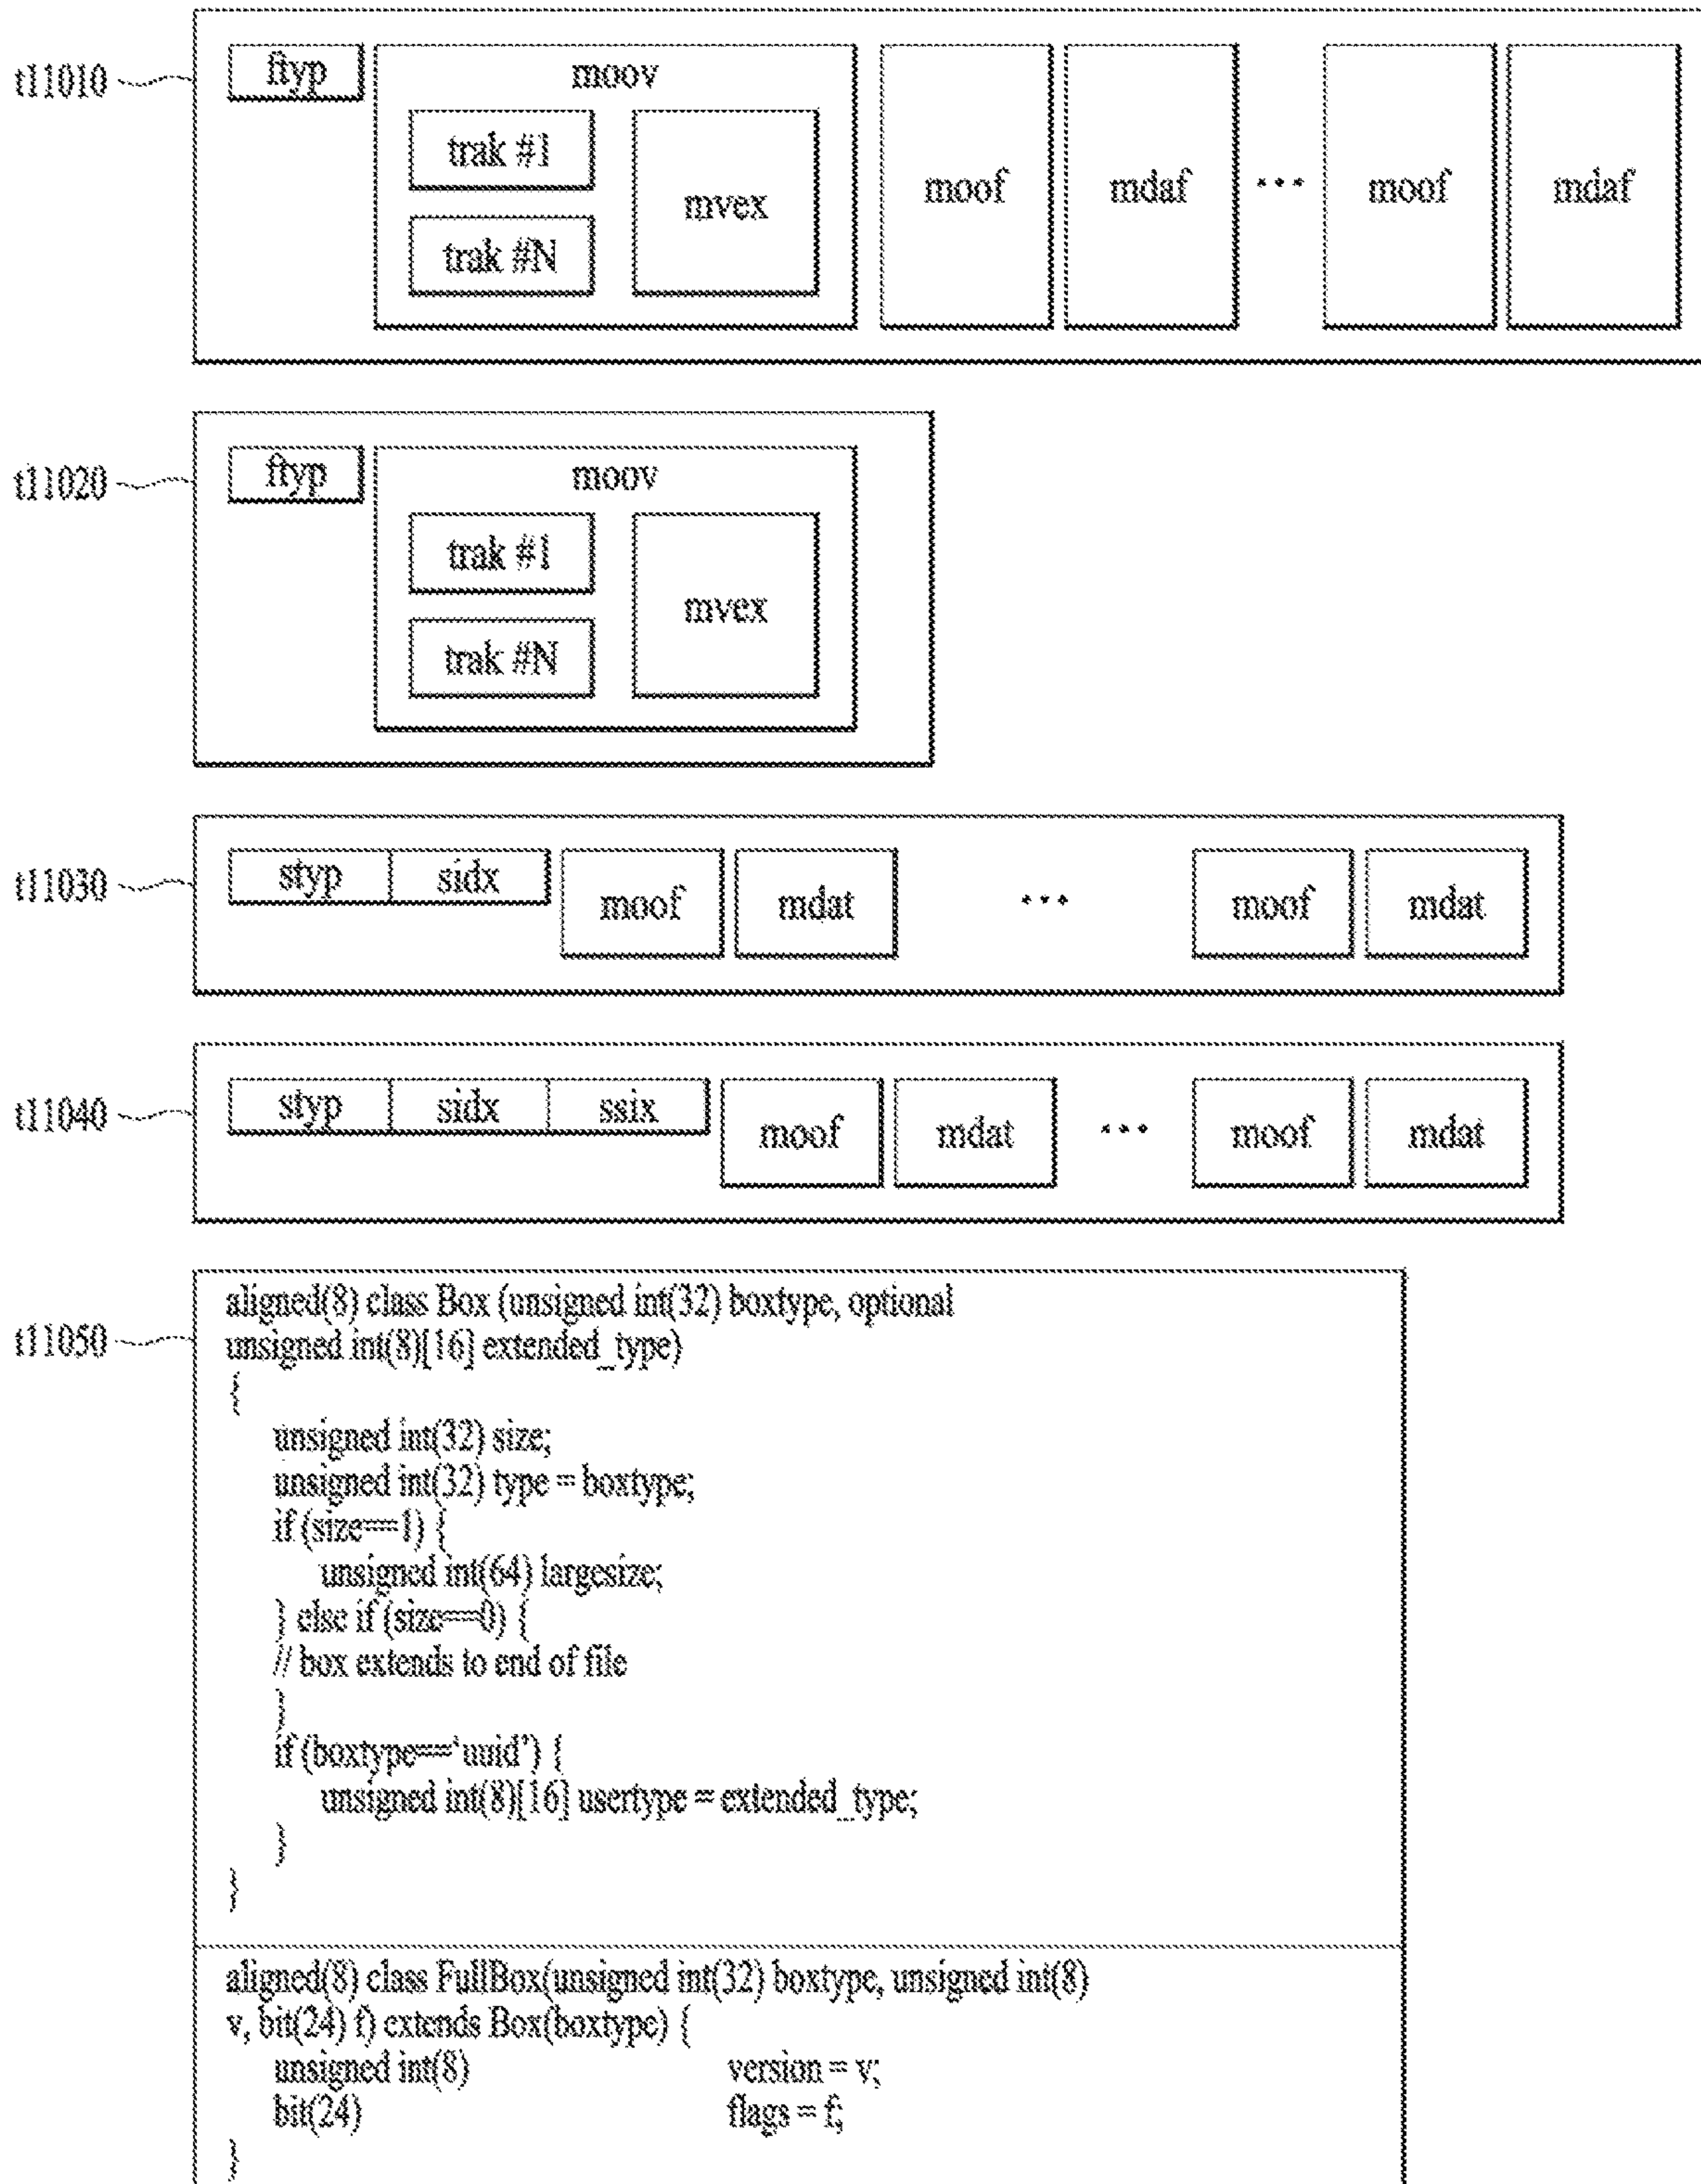 t11010
ftyp
moov
trak #1
trak #N
mvex
moof
mdaf
...
moof
mdaf
t11020
ftyp
moov
trak #1
trak #N
mvex
t11030
styp
sidx
moof
mdat
...
moof
mdat
t11040
styp
sidx
ssix
moof
mdat
...
moof
mdat
t11050
aligned(8) class Box (unsigned int(32) boxtype, optional
unsigned int(8)[16] extended_type)
{
unsigned int(32) size;
unsigned int(32) type = boxtype;
if (size==1) {
unsigned int(64) largesize;
} else if (size==0) {
// box extends to end of file
}
if (boxtype==‘uuid’) {
unsigned int(8)[16] usertype = extended_type;
}
}
aligned(8) class FullBox(unsigned int(32) boxtype, unsigned int(8)
v, bit(24) f) extends Box(boxtype) {
unsigned int(8) version = v;
bit(24) flags = f;
}